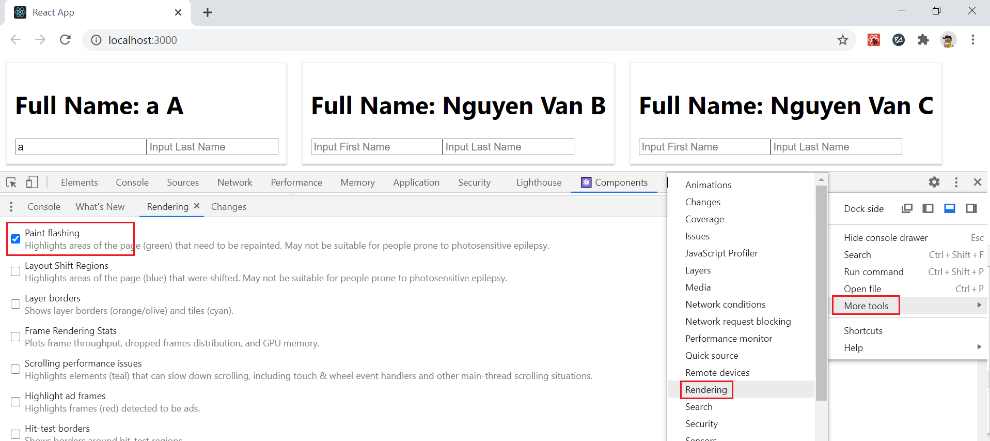 React App
localhost:3000
Full Name: a A
Full Name: Nguyen Van B
Full Name: Nguyen Van C
a
Input Last Name
Input First Name
Input Last Name
Input First Name
Input Last Name
Elements
Console
Sources
Network
Performance
Memory
Application
Security
Lighthouse
Components
Console
What's New
Rendering
Changes
Paint flashing
Highlights areas of the page (green) that need to be repainted. May not be suitable for people prone to photosensitive epilepsy.
Layout Shift Regions
Highlights areas of the page (blue) that were shifted. May not be suitable for people prone to photosensitive epilepsy.
Layer borders
Shows layer borders (orange/olive) and tiles (cyan).
Frame Rendering Stats
Plots frame throughput, dropped frames distribution, and GPU memory.
Scrolling performance issues
Highlights elements (teal) that can slow down scrolling, including touch & wheel event handlers and other main-thread scrolling situations.
Highlight ad frames
Highlights frames (red) detected to be ads.
Hit-test borders
Shows borders around hit-test regions.
Animations
Changes
Coverage
Issues
JavaScript Profiler
Layers
Media
Network conditions
Network request blocking
Performance monitor
Quick source
Remote devices
Rendering
Search
Security
Sensors
Dock side
Hide console drawer Esc
Search Ctrl + Shift + F
Run command Ctrl + Shift + P
Open file Ctrl + P
More tools
Shortcuts
Help